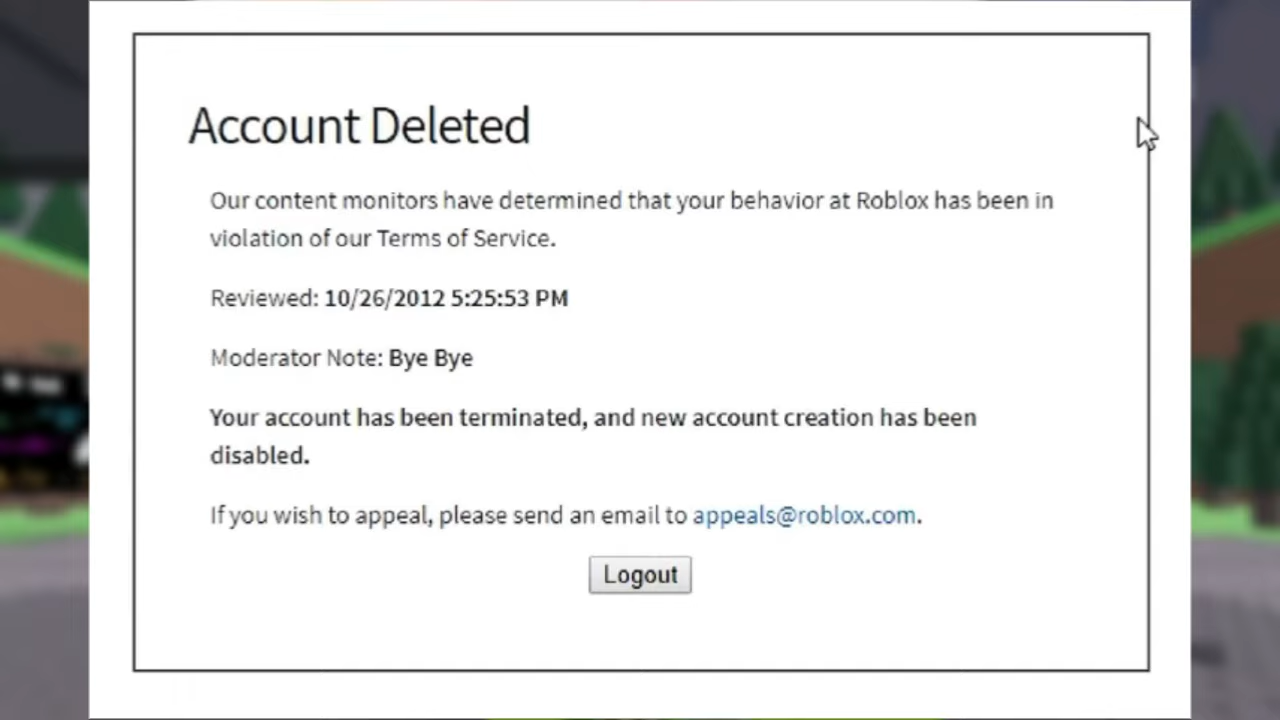 Account Deleted
Our content monitors have determined that your behavior at Roblox has been in
violation of our Terms of Service.
Reviewed: 10/26/2012 5:25:53 PM
Moderator Note: Bye Bye
Your account has been terminated, and new account creation has been
disabled.
If you wish to appeal, please send an email to appeals@roblox.com.
Logout